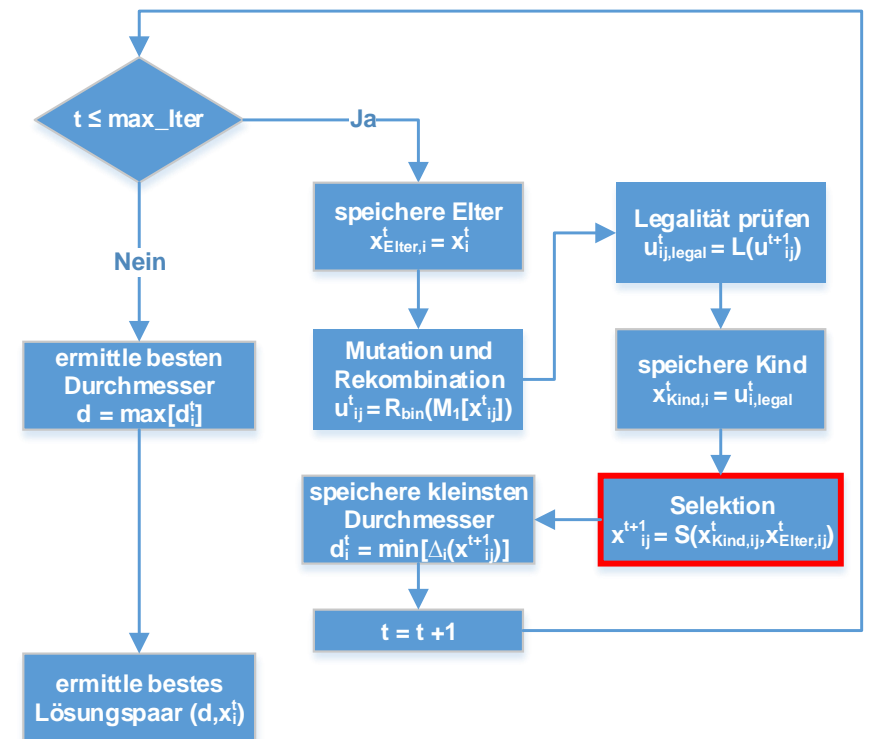 t ≤ max_Iter
Ja
Nein
speichere Elter
x^t_Elter,i = x^t_i
Mutation und
Rekombination
u^t_ij = R_bin(M_1[x^t_ij])
Legalität prüfen
u^t_ij,legal = L(u^t+1_ij)
speichere Kind
x^t_Kind,i = u^t_i,legal
Selektion
x^t+1_ij = S(x^t_Kind,ij,x^t_Elter,ij)
speichere kleinsten
Durchmesser
d^t_i = min[∆_i(x^t+1_ij)]
t = t +1
ermittle besten
Durchmesser
d = max[d^t_i]
ermittle bestes
Lösungspaar (d,x^t_i)